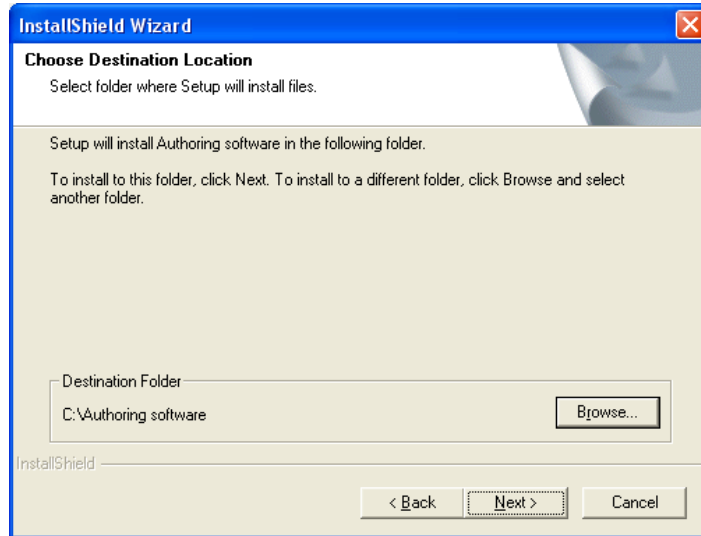 InstallShield Wizard
Choose Destination Location
Select folder where Setup will install files.
Setup will install Authoring software in the following folder.
To install to this folder, click Next. To install to a different folder, click Browse and select
another folder.
Destination Folder
C:\Authoring software
Browse...
InstallShield
< Back
Next >
Cancel